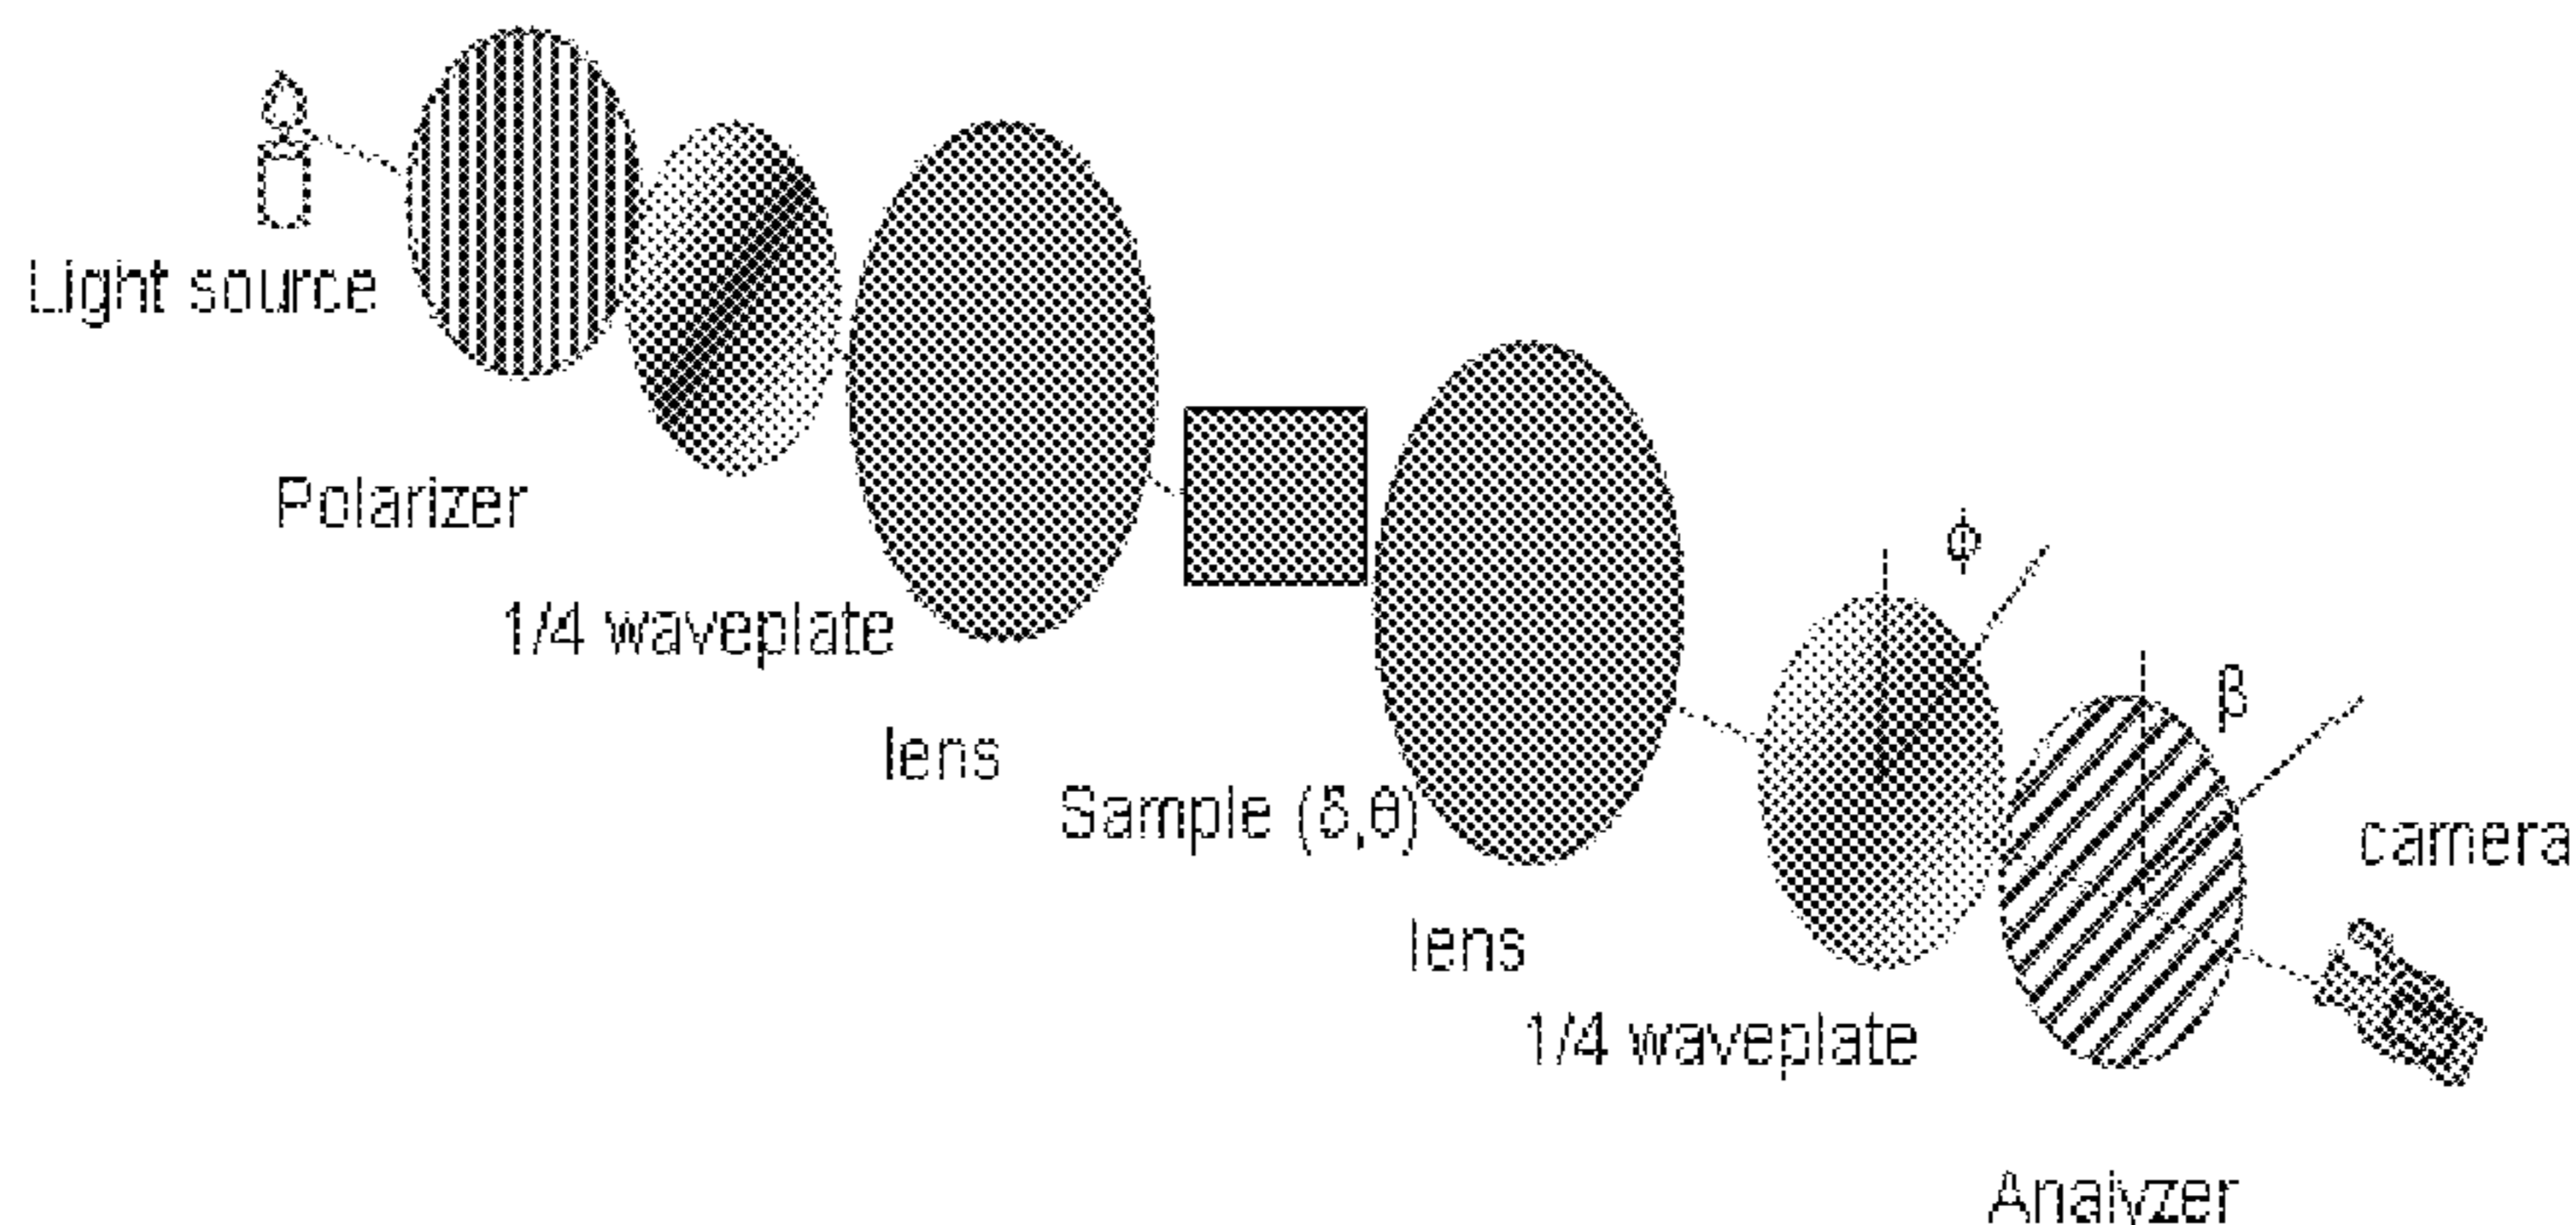 Light source
Polarizer
1/4 waveplate
lens
Sample (δ,θ)
lens
1/4 waveplate
Analyzer
ϕ
β
camera